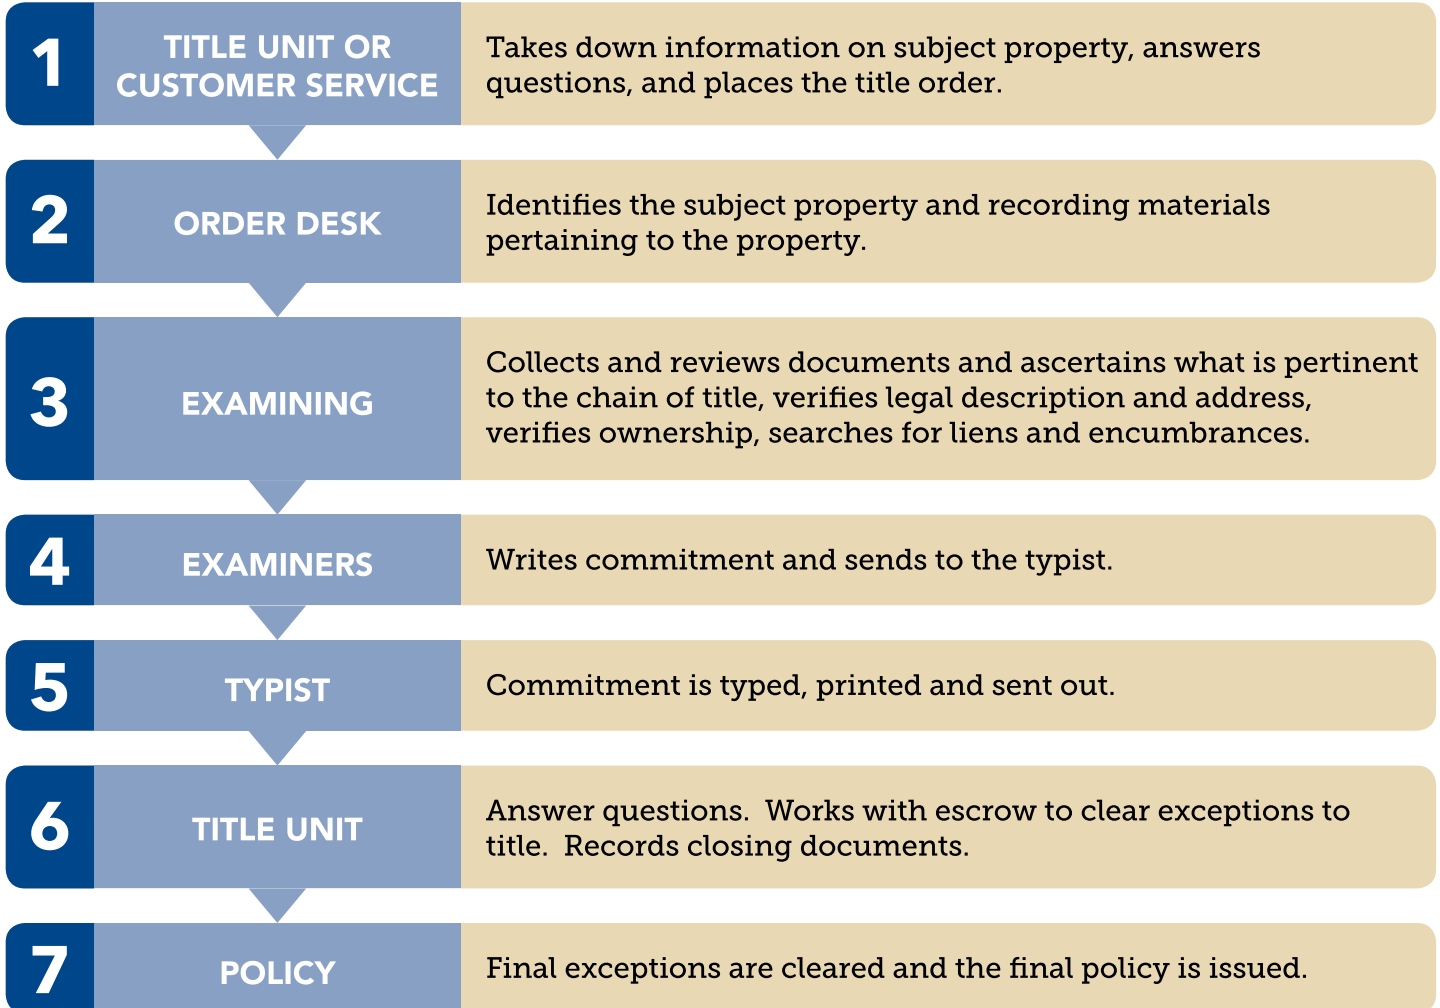 1
TITLE UNIT OR
CUSTOMER SERVICE
Takes down information on subject property, answers
questions, and places the title order.
2
ORDER DESK
Identifies the subject property and recording materials
pertaining to the property.
3
EXAMINING
Collects and reviews documents and ascertains what is pertinent
to the chain of title, verifies legal description and address,
verifies ownership, searches for liens and encumbrances.
4
EXAMINERS
Writes commitment and sends to the typist.
5
TYPIST
Commitment is typed, printed and sent out.
6
TITLE UNIT
Answer questions.  Works with escrow to clear exceptions to
title.  Records closing documents.
7
POLICY
Final exceptions are cleared and the final policy is issued.